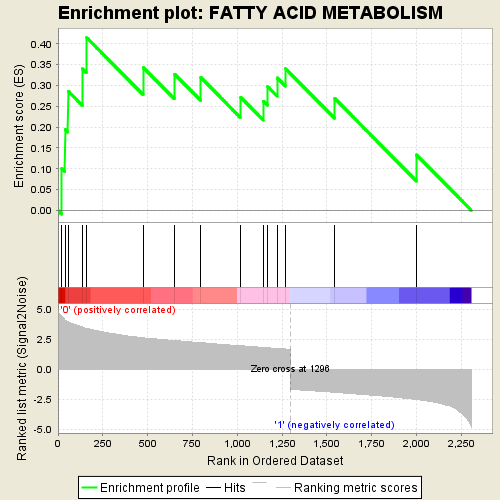 Enrichment plot: FATTY ACID METABOLISM
Enrichment score (ES)
0.40
0.35
0.30
0.25
0.20
0.15
0.10
0.05
0.00
Ranked list metric (Signal2Noise)
5.0
2.5
0.0
-2.5
-5.0
'0' (positively correlated)
Zero cross at 1296
'1' (negatively correlated)
0 250 500 750 1,000 1,250 1,500 1,750 2,000 2,250
Rank in Ordered Dataset
Enrichment profile Hits Ranking metric scores